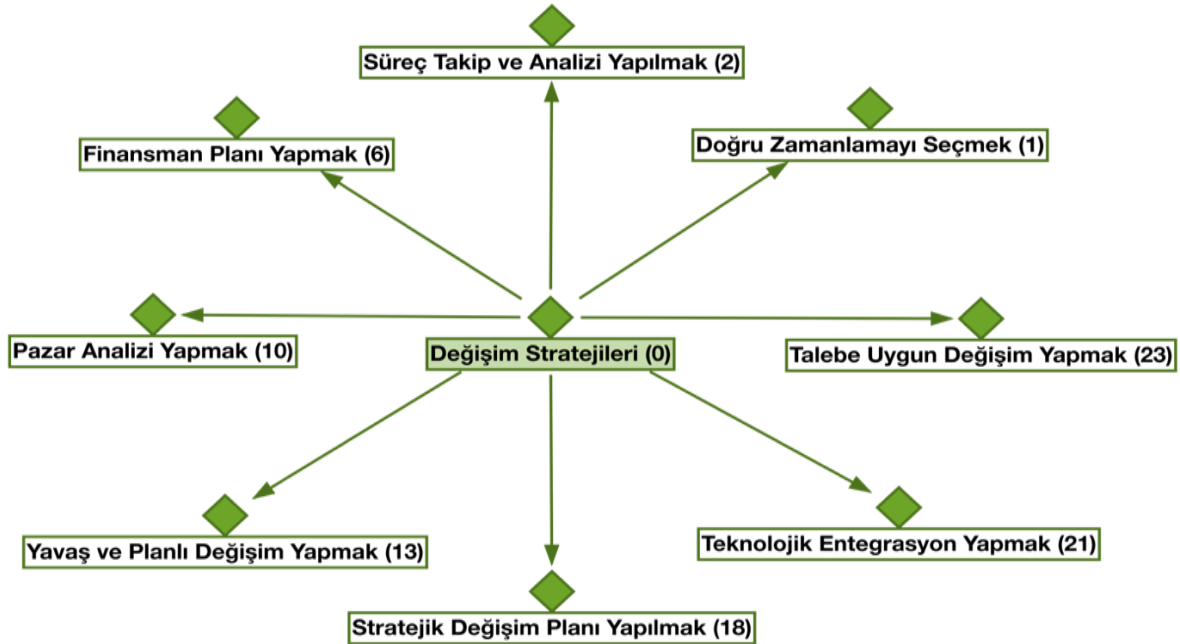 Süreç Takip ve Analizi Yapılmak (2)
Doğru Zamanlamayı Seçmek (1)
Finansman Planı Yapmak (6)
Pazar Analizi Yapmak (10)
Değişim Stratejileri (0)
Talebe Uygun Değişim Yapmak (23)
Yavaş ve Planlı Değişim Yapmak (13)
Teknolojik Entegrasyon Yapmak (21)
Stratejik Değişim Planı Yapılmak (18)